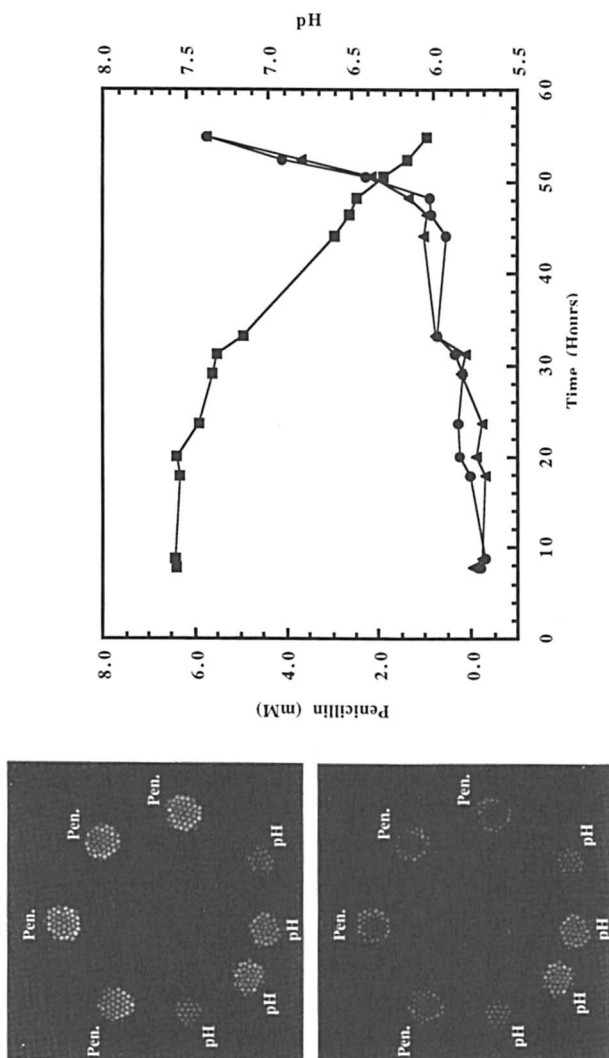 Pen.
Pen.
Pen.
Pen.
pH
pH
pH
pH
Pen.
Pen.
Pen.
Pen.
pH
pH
pH
pH
Penicillin (mM)
8.0
6.0
4.0
2.0
0.0
0
10
20
30
40
50
60
Time (Hours)
8.0
7.5
7.0
6.5
6.0
5.5
pH